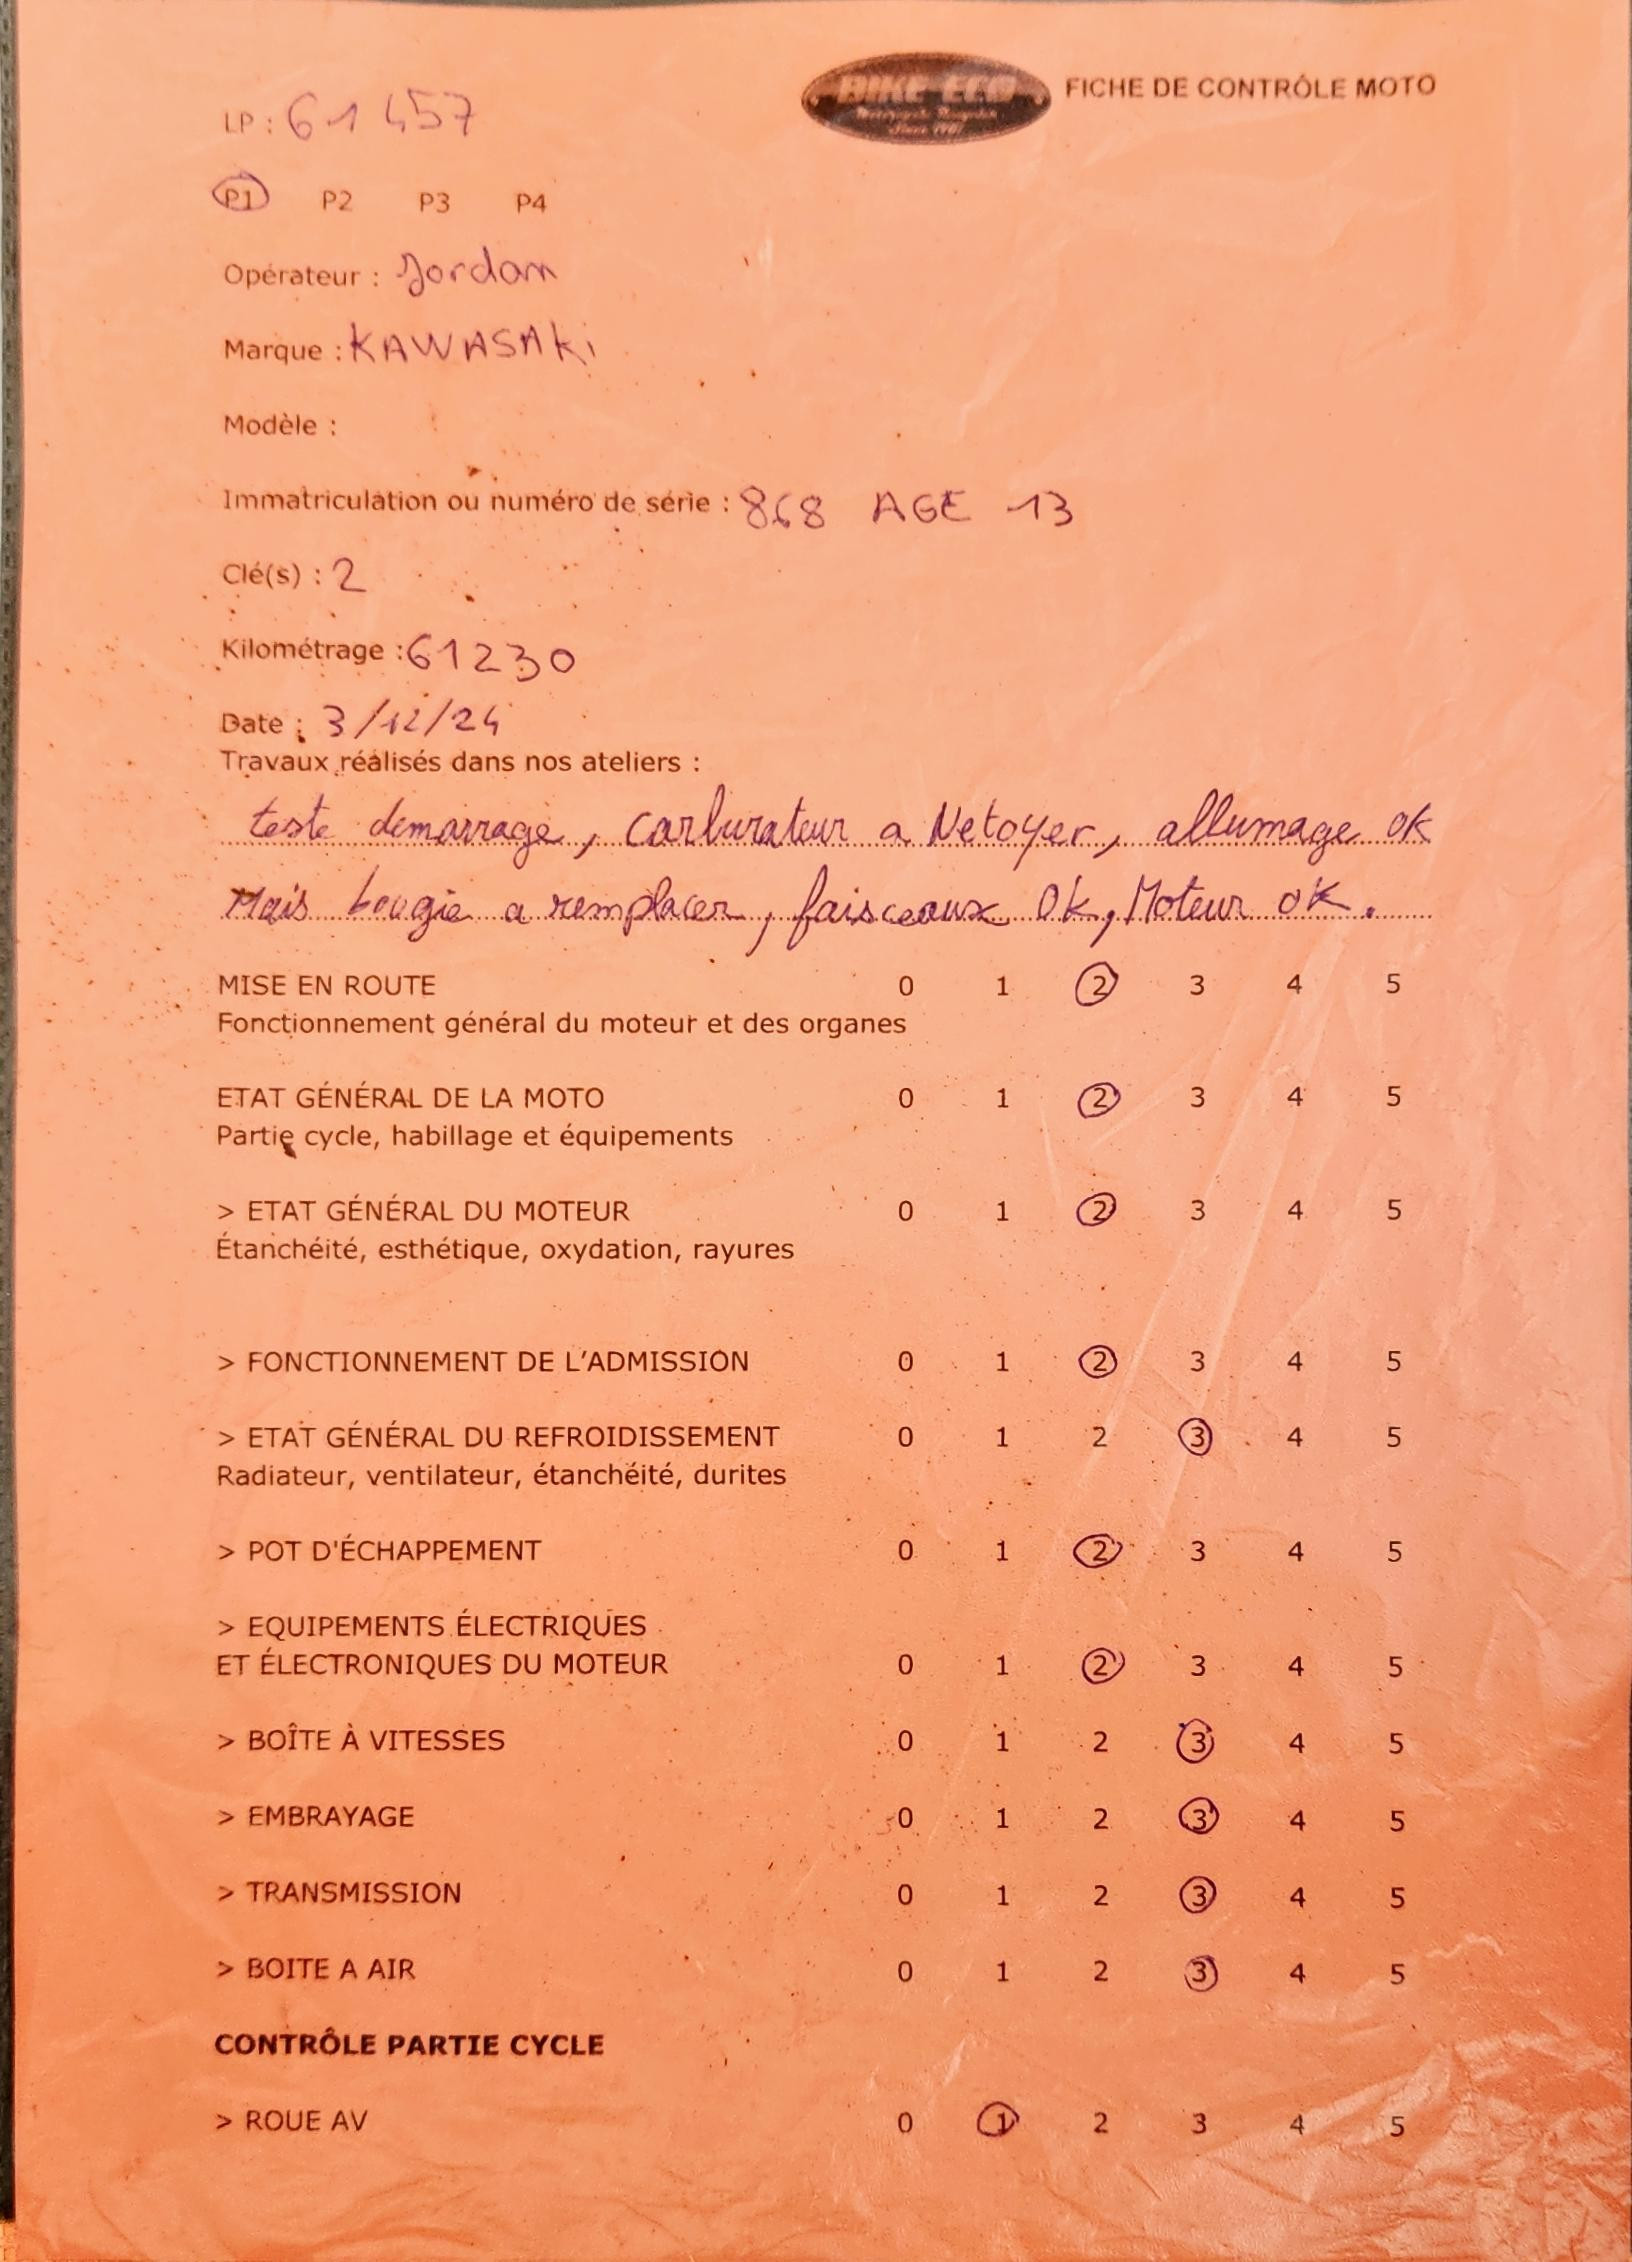 BIKE ECO FICHE DE CONTRÔLE MOTO
LP : 61457
P1 P2 P3 P4
Opérateur : Jordan
Marque : KAWASAKi
Modèle :
Immatriculation ou numéro de série : 868 AGE 13
Clé(s) : 2
Kilométrage : 61230
Date : 3/12/24
Travaux réalisés dans nos ateliers :
teste demarrage, Carburateur a Netoyer, allumage ok
Mais bougie a remplacer, faisceaux Ok, Moteur ok.
MISE EN ROUTE 0 1 2 3 4 5
Fonctionnement général du moteur et des organes
ETAT GÉNÉRAL DE LA MOTO 0 1 2 3 4 5
Partie cycle, habillage et équipements
> ETAT GÉNÉRAL DU MOTEUR 0 1 2 3 4 5
Étanchéité, esthétique, oxydation, rayures
> FONCTIONNEMENT DE L'ADMISSION 0 1 2 3 4 5
> ETAT GÉNÉRAL DU REFROIDISSEMENT 0 1 2 3 4 5
Radiateur, ventilateur, étanchéité, durites
> POT D'ÉCHAPPEMENT 0 1 2 3 4 5
> EQUIPEMENTS ÉLECTRIQUES
ET ÉLECTRONIQUES DU MOTEUR 0 1 2 3 4 5
> BOÎTE À VITESSES 0 1 2 3 4 5
> EMBRAYAGE 0 1 2 3 4 5
> TRANSMISSION 0 1 2 3 4 5
> BOITE A AIR 0 1 2 3 4 5
CONTRÔLE PARTIE CYCLE
> ROUE AV 0 1 2 3 4 5